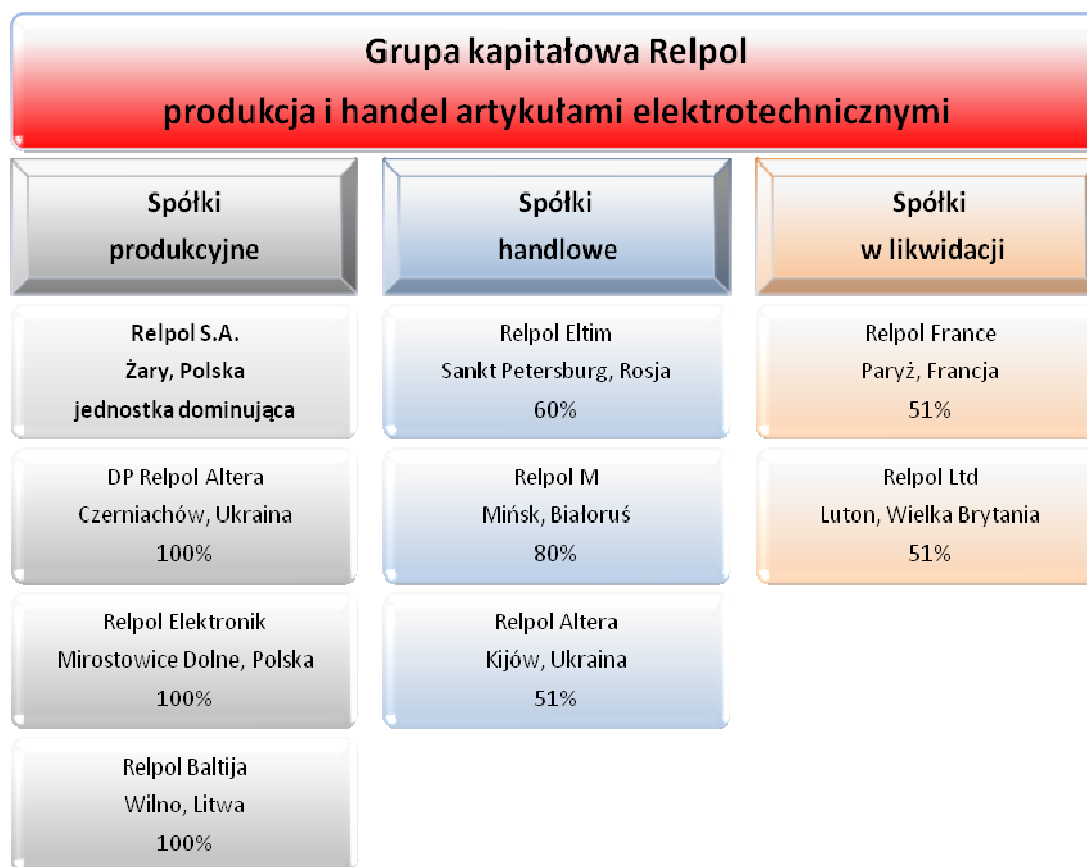 Grupa kapitałowa Relpol
produkcja i handel artykułami elektrotechnicznymi
Spółki
produkcyjne
Relpol S.A.
Żary, Polska
jednostka dominująca
DP Relpol Altera
Czerniachów, Ukraina
100%
Relpol Elektronik
Mirostowice Dolne, Polska
100%
Relpol Baltija
Wilno, Litwa
100%
Spółki
handlowe
Relpol Eltim
Sankt Petersburg, Rosja
60%
Relpol M
Mińsk, Białoruś
80%
Relpol Altera
Kijów, Ukraina
51%
Spółki
w likwidacji
Relpol France
Paryż, Francja
51%
Relpol Ltd
Luton, Wielka Brytania
51%